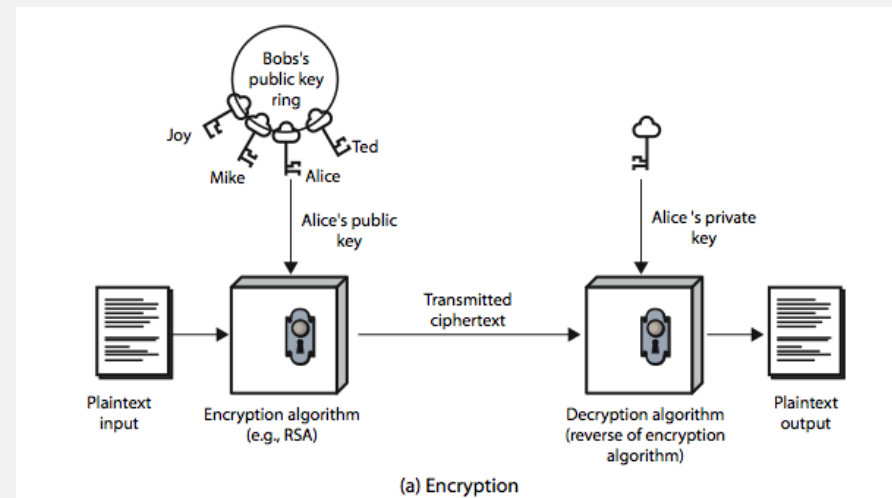 Bobs's
public key
ring
Joy
Ted
Mike
Alice
Alice's public
key
Alice 's private
key
Transmitted
ciphertext
Plaintext
input
Encryption algorithm
(e.g., RSA)
Decryption algorithm
(reverse of encryption
algorithm)
Plaintext
output
(a) Encryption